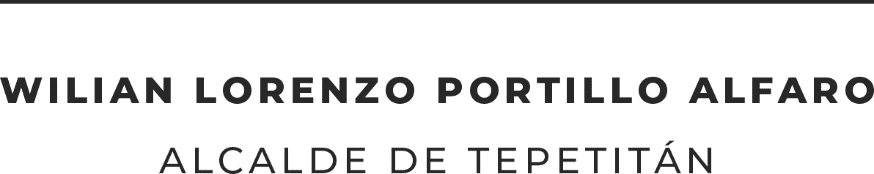 WILIAN LORENZO PORTILLO ALFARO
ALCALDE DE TEPETITÁN